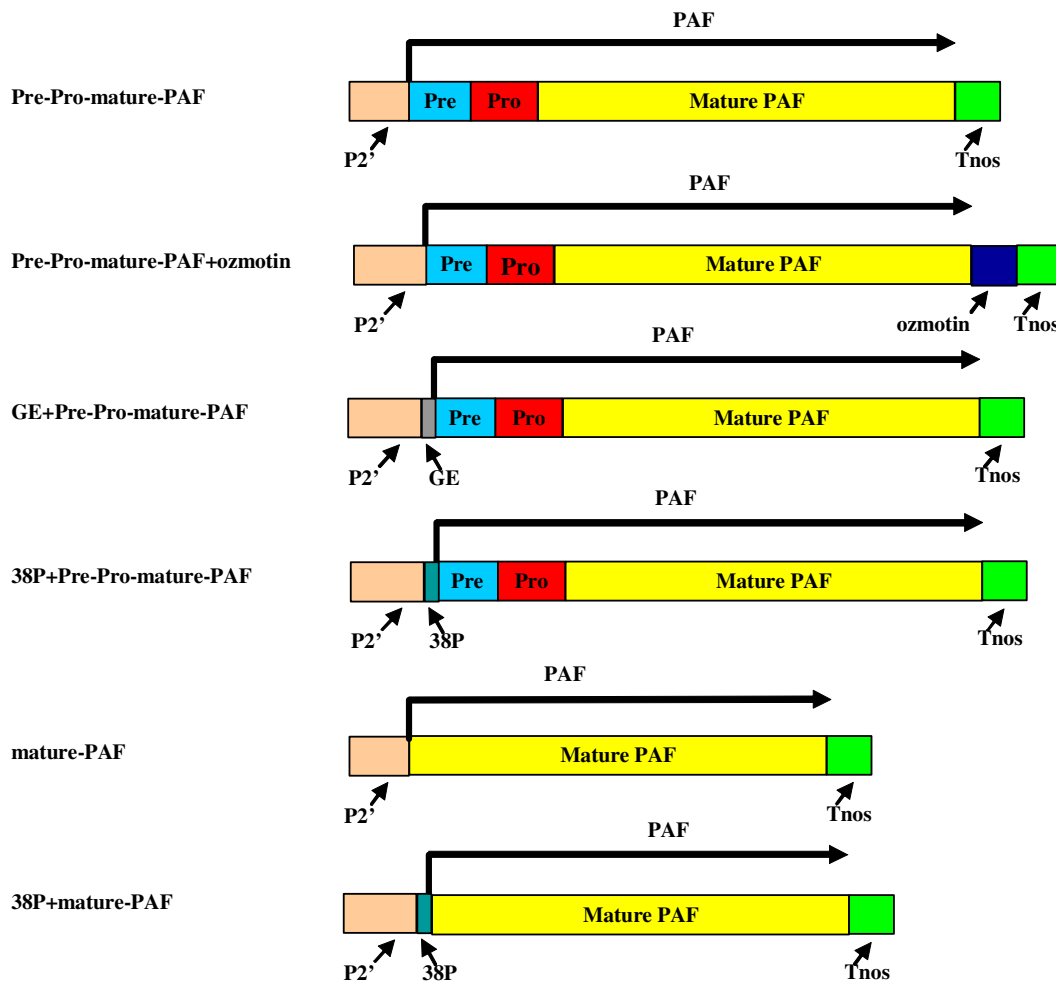 PAF
Pre-Pro-mature-PAF
Pre Pro Mature PAF
P2’ Tnos
PAF
Pre-Pro-mature-PAF+ozmotin
Pre Pro Mature PAF
P2’ ozmotin Tnos
PAF
GE+Pre-Pro-mature-PAF
Pre Pro Mature PAF
P2’ GE Tnos
PAF
38P+Pre-Pro-mature-PAF
Pre Pro Mature PAF
P2’ 38P Tnos
PAF
mature-PAF
Mature PAF
P2’ Tnos
PAF
38P+mature-PAF
Mature PAF
P2’ 38P Tnos